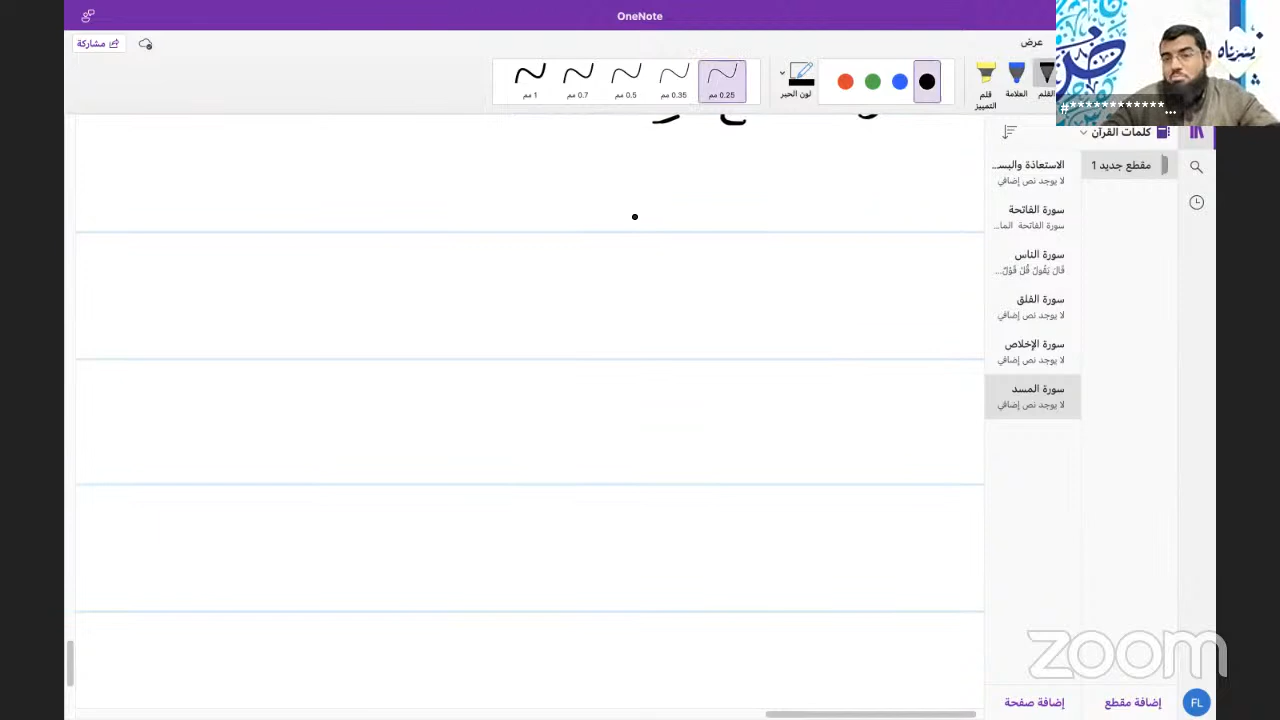 OneNote
مشاركة
عرض
1 مم
0.7 مم
0.5 مم
0.35 مم
0.25 مم
لون الحبر
قلم التمييز
العلامة
القلم
#************...
كلمات القرآن
مقطع جديد 1
الاستعاذة والبس...
لا يوجد نص إضافي
سورة الفاتحة
سورة الفاتحة الما...
سورة الناس
قَالَ يَقُولُ قُلْ قَوْلٌ...
سورة الفلق
لا يوجد نص إضافي
سورة الإخلاص
لا يوجد نص إضافي
سورة المسد
لا يوجد نص إضافي
zoom
إضافة صفحة
إضافة مقطع
FL